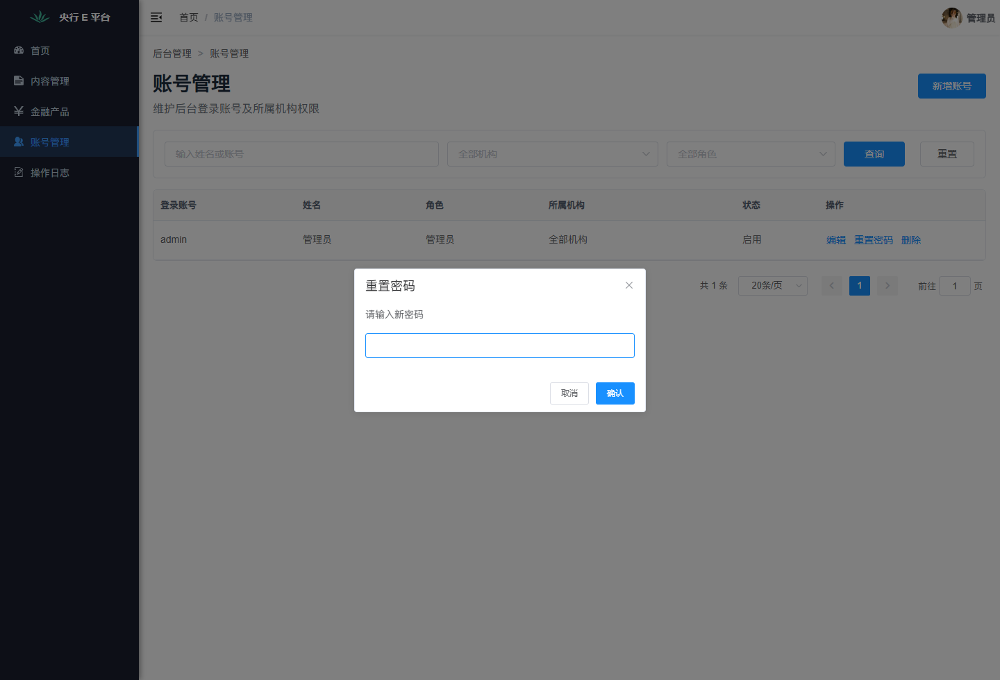 央行 E 平台
首页
内容管理
金融产品
账号管理
操作日志
首页 / 账号管理
管理员
后台管理 > 账号管理
账号管理
新增账号
维护后台登录账号及所属机构权限
输入姓名或账号 全部机构 全部角色 查询 重置
登录账号 姓名 角色 所属机构 状态 操作
admin 管理员 管理员 全部机构 启用 编辑 重置密码 删除
共 1 条 20条/页 1 前往 1 页
重置密码
请输入新密码
取消 确认